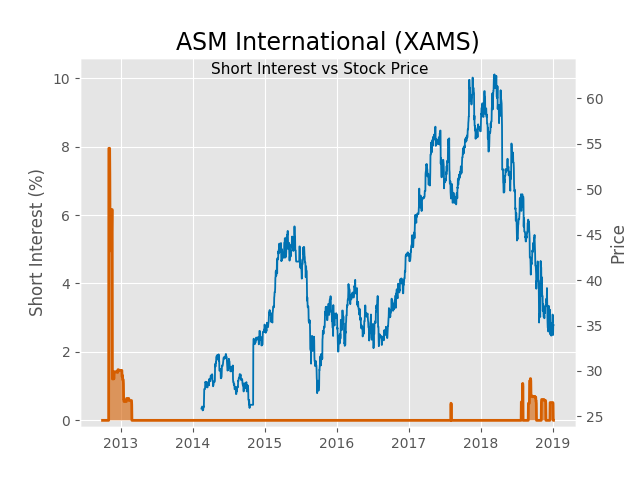 ASM International (XAMS)
Short Interest vs Stock Price
Short Interest (%)
10
8
6
4
2
0
60
55
50
45
40
35
30
25
Price
2013 2014 2015 2016 2017 2018 2019